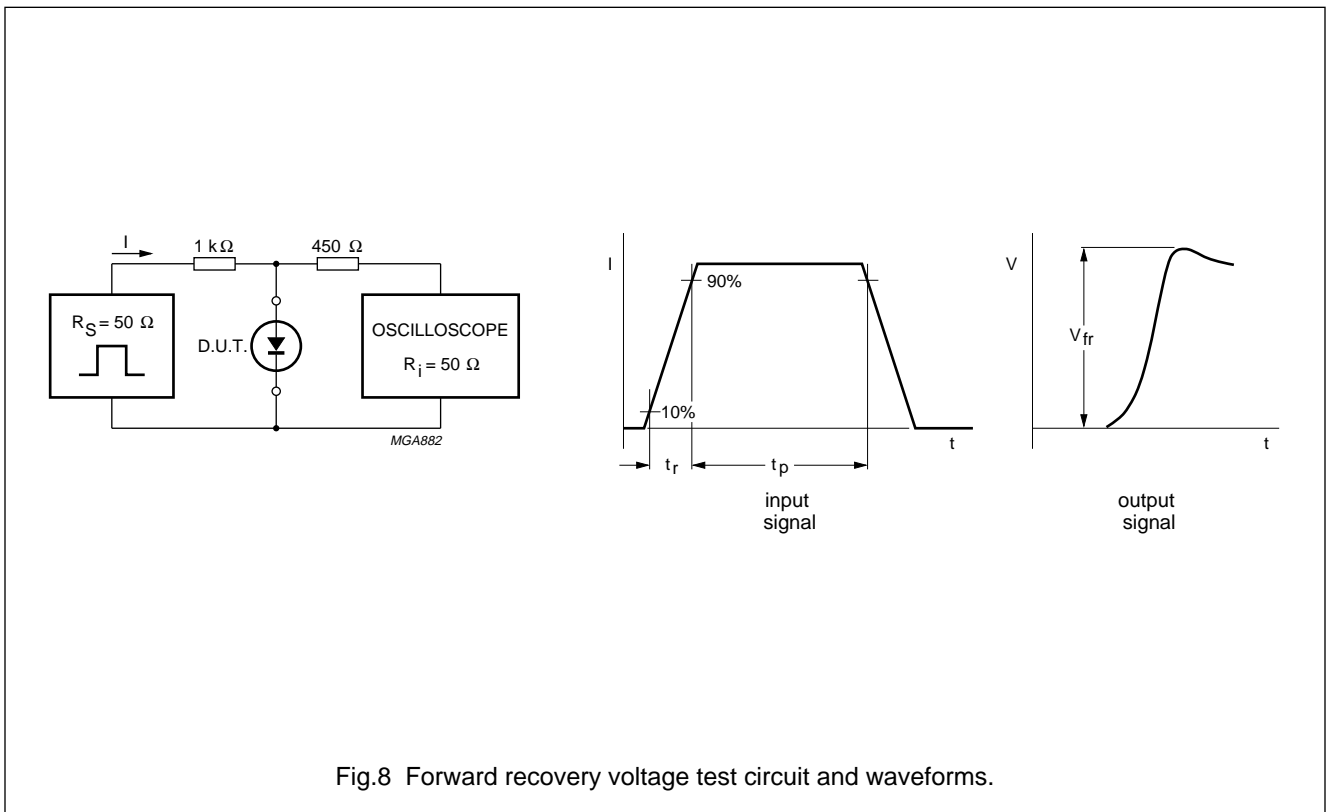 I
1 kΩ
450 Ω
R_S = 50 Ω
D.U.T.
OSCILLOSCOPE
R_i = 50 Ω
MGA882
I
90%
10%
t
t_r
t_p
input
signal
V
V_fr
t
output
signal
Fig.8 Forward recovery voltage test circuit and waveforms.